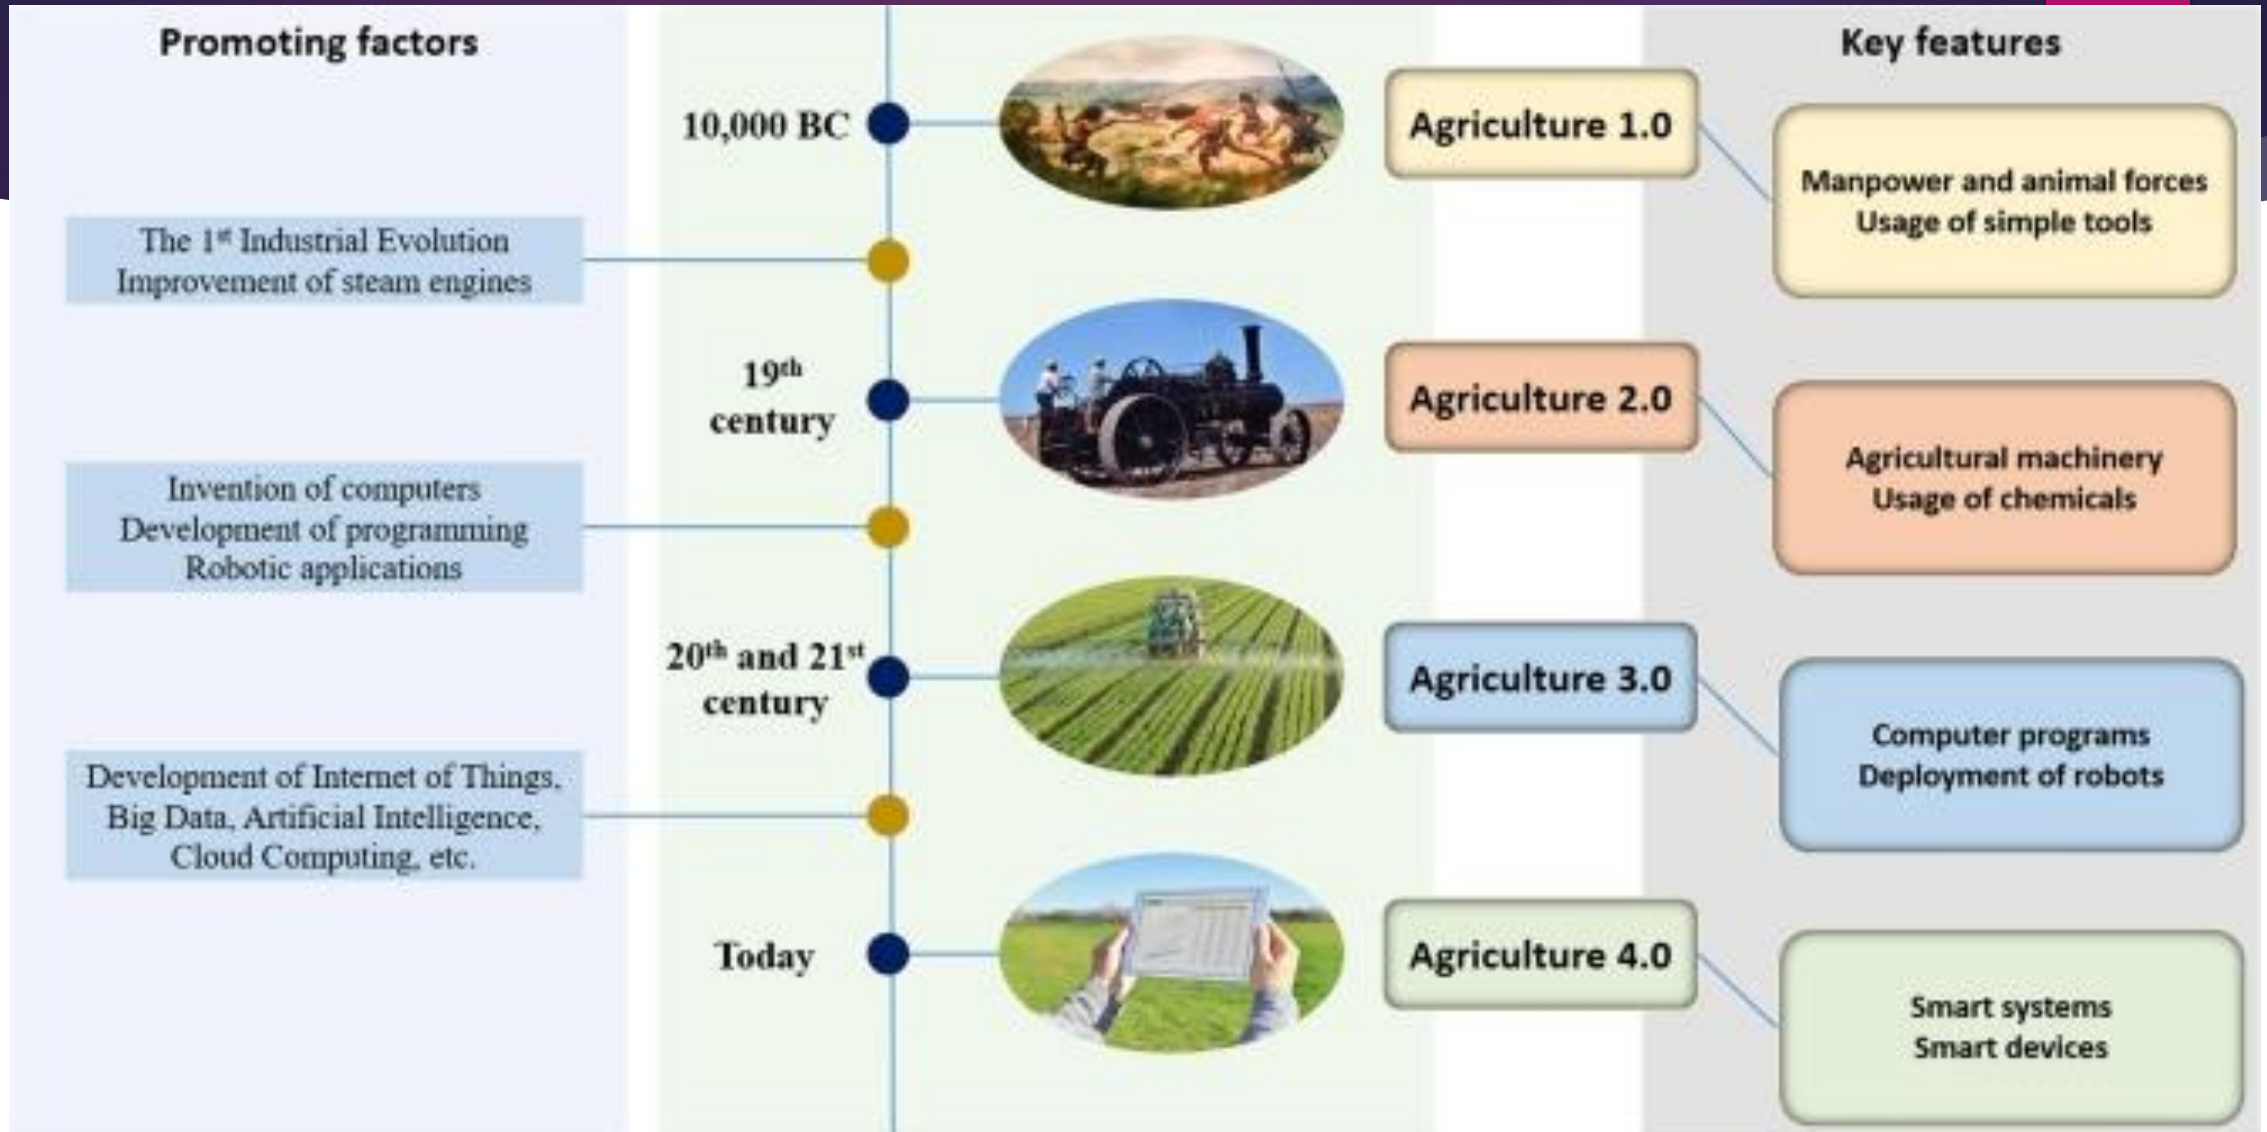 Promoting factors
Key features
10,000 BC
Agriculture 1.0
Manpower and animal forces
Usage of simple tools
The 1st Industrial Evolution
Improvement of steam engines
19th
century
Agriculture 2.0
Agricultural machinery
Usage of chemicals
Invention of computers
Development of programming
Robotic applications
20th and 21st
century
Agriculture 3.0
Computer programs
Deployment of robots
Development of Internet of Things,
Big Data, Artificial Intelligence,
Cloud Computing, etc.
Today
Agriculture 4.0
Smart systems
Smart devices